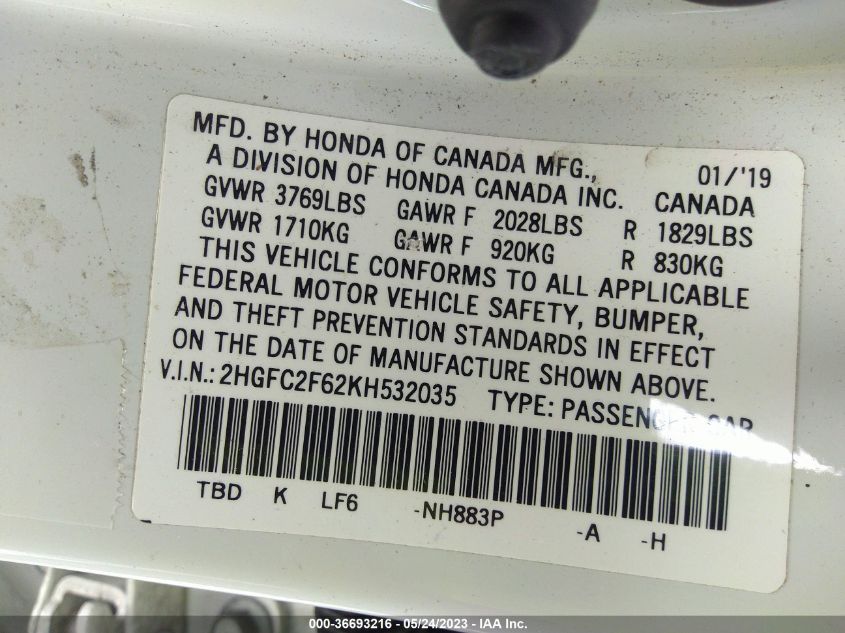 MFD. BY HONDA OF CANADA MFG., 01/'19
A DIVISION OF HONDA CANADA INC. CANADA
GVWR 3769LBS GAWR F 2028LBS R 1829LBS
GVWR 1710KG GAWR F 920KG R 830KG
THIS VEHICLE CONFORMS TO ALL APPLICABLE
FEDERAL MOTOR VEHICLE SAFETY, BUMPER,
AND THEFT PREVENTION STANDARDS IN EFFECT
ON THE DATE OF MANUFACTURE SHOWN ABOVE.
V.I.N.: 2HGFC2F62KH532035 TYPE: PASSENGER CAR
TBD K LF6 -NH883P -A -H
000-36693216 - 05/24/2023 - IAA Inc.